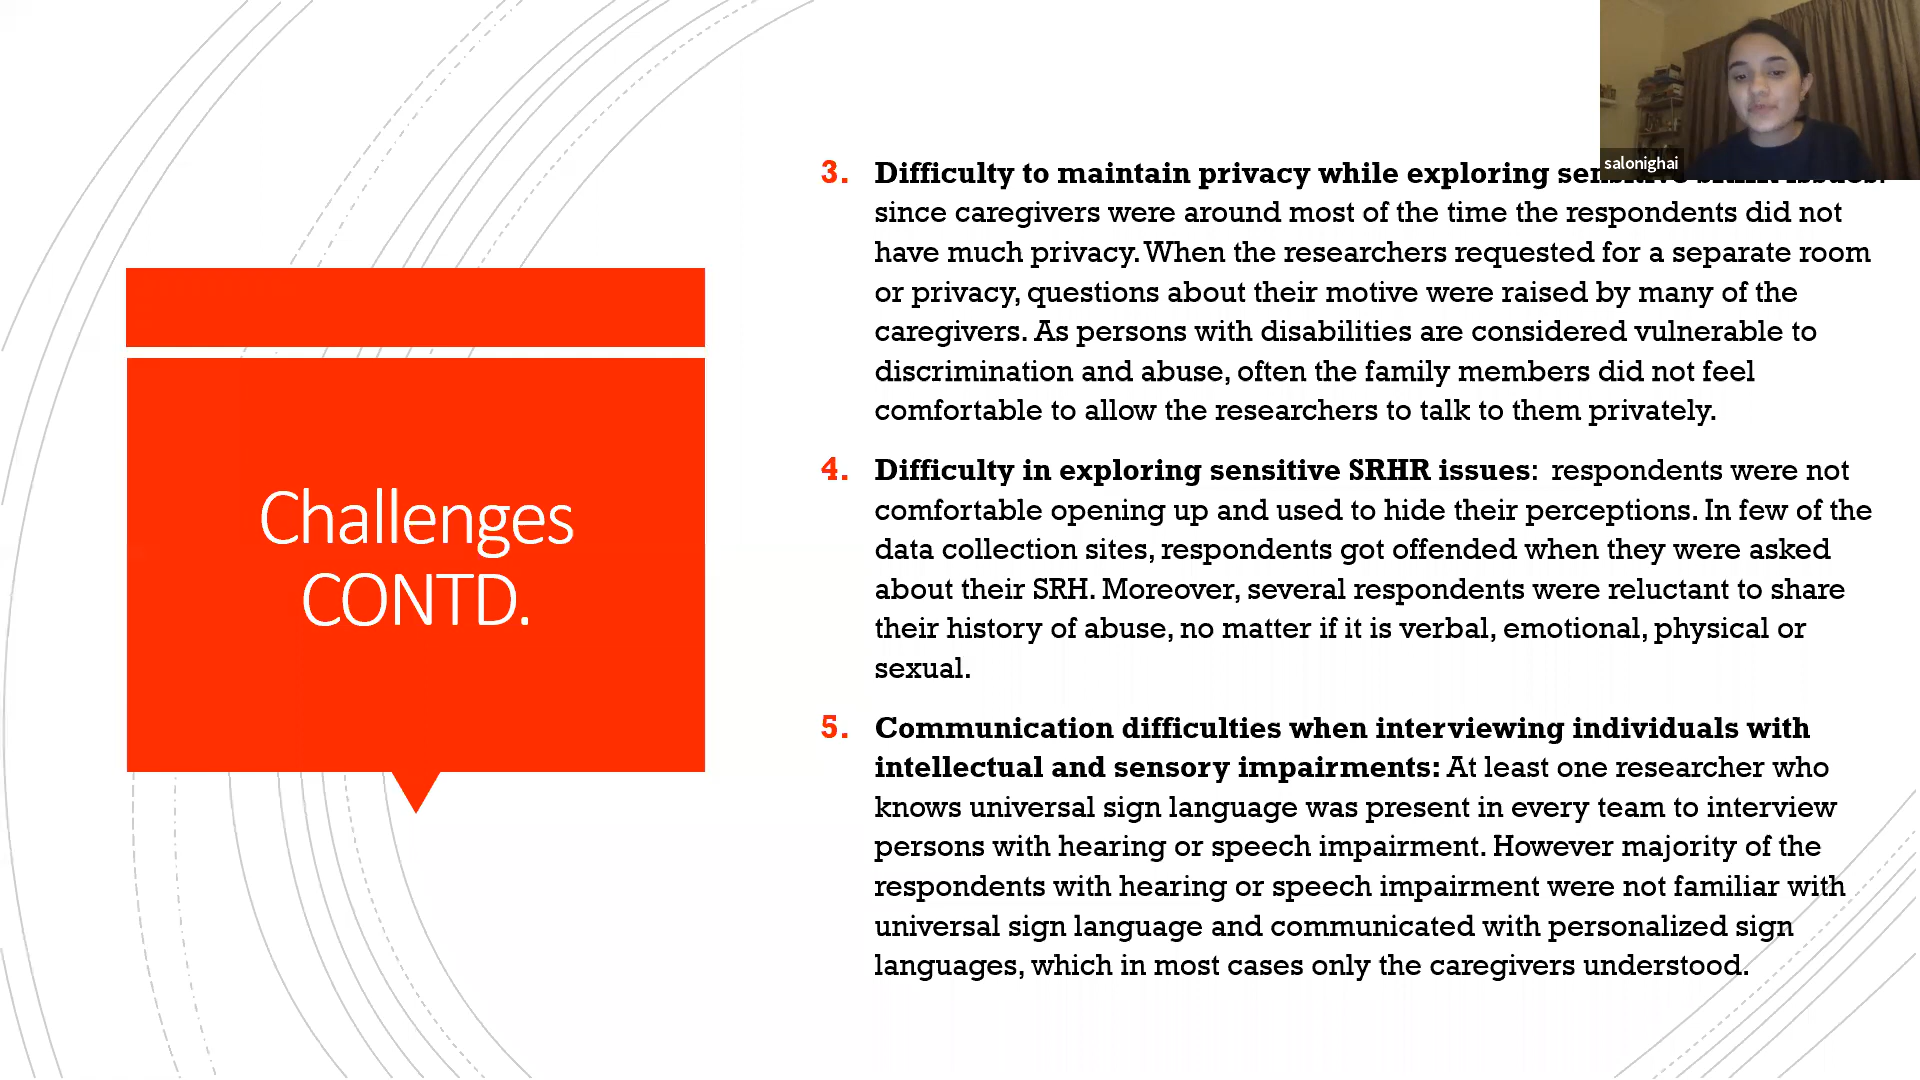 salonighai
Challenges
CONTD.
3. Difficulty to maintain privacy while exploring
since caregivers were around most of the time the respondents did not
have much privacy. When the researchers requested for a separate room
or privacy, questions about their motive were raised by many of the
caregivers. As persons with disabilities are considered vulnerable to
discrimination and abuse, often the family members did not feel
comfortable to allow the researchers to talk to them privately.
4. Difficulty in exploring sensitive SRHR issues: respondents were not
comfortable opening up and used to hide their perceptions. In few of the
data collection sites, respondents got offended when they were asked
about their SRH. Moreover, several respondents were reluctant to share
their history of abuse, no matter if it is verbal, emotional, physical or
sexual.
5. Communication difficulties when interviewing individuals with
intellectual and sensory impairments: At least one researcher who
knows universal sign language was present in every team to interview
persons with hearing or speech impairment. However majority of the
respondents with hearing or speech impairment were not familiar with
universal sign language and communicated with personalized sign
languages, which in most cases only the caregivers understood.